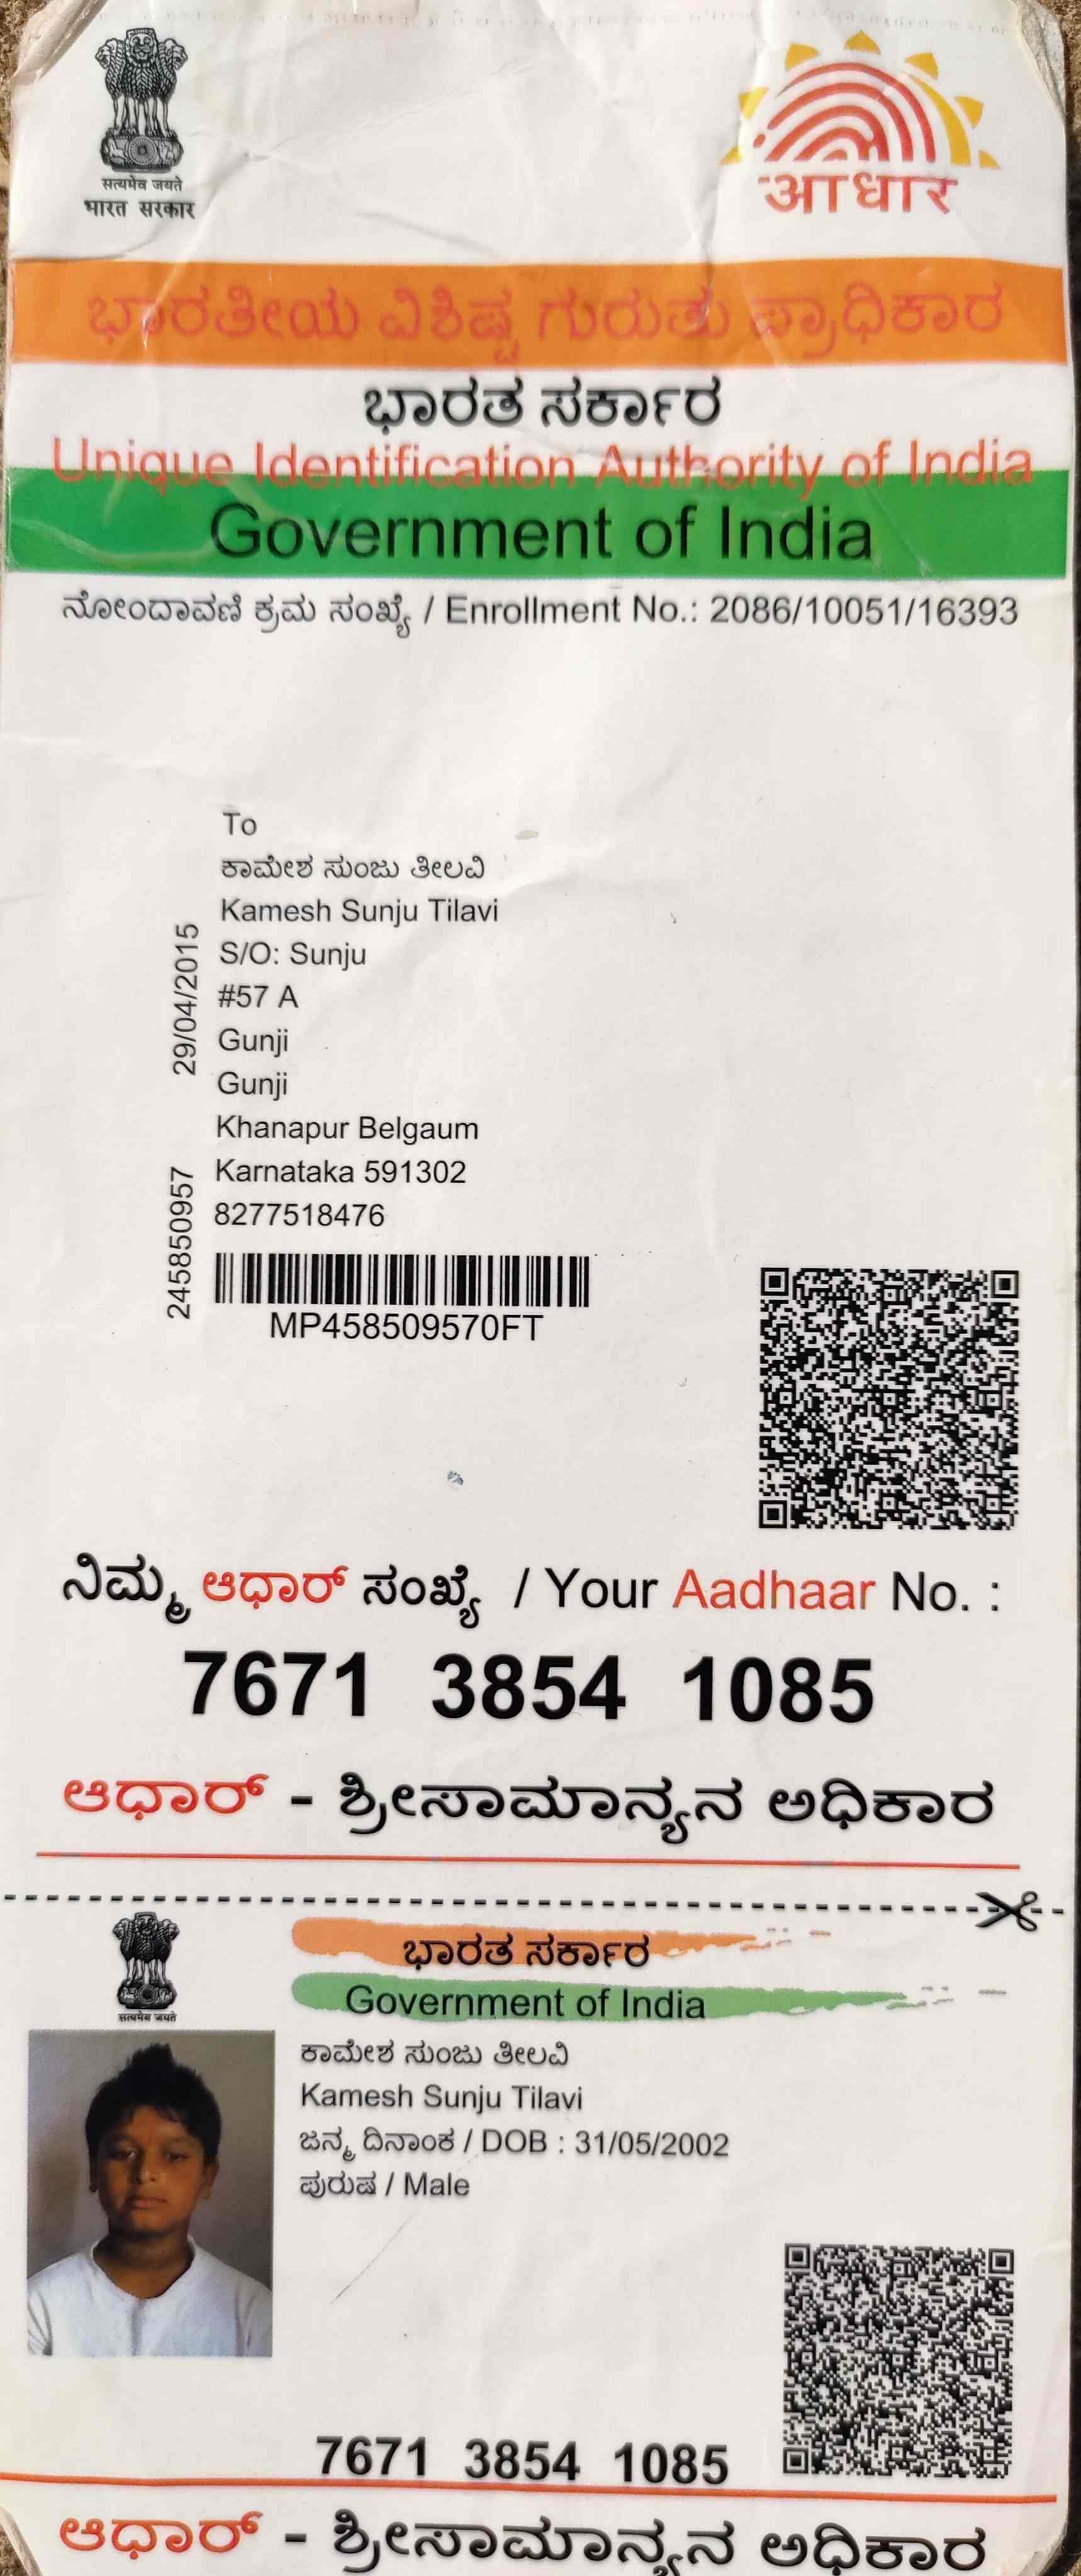 सत्यमेव जयते
भारत सरकार
आधार
ಭಾರತೀಯ ವಿಶಿಷ್ಟ ಗುರುತು ಪ್ರಾಧಿಕಾರ
ಭಾರತ ಸರ್ಕಾರ
Unique Identification Authority of India
Government of India
ನೋಂದಾವಣಿ ಕ್ರಮ ಸಂಖ್ಯೆ / Enrollment No.: 2086/10051/16393
To
ಕಾಮೇಶ ಸುಂಜು ತೀಲವಿ
Kamesh Sunju Tilavi
S/O: Sunju
#57 A
Gunji
Gunji
Khanapur Belgaum
Karnataka 591302
8277518476
29/04/2015
245850957
MP458509570FT
ನಿಮ್ಮ ಆಧಾರ್ ಸಂಖ್ಯೆ / Your Aadhaar No. :
7671 3854 1085
ಆಧಾರ್ - ಶ್ರೀಸಾಮಾನ್ಯನ ಅಧಿಕಾರ
सत्यमेव जयते
ಭಾರತ ಸರ್ಕಾರ
Government of India
ಕಾಮೇಶ ಸುಂಜು ತೀಲವಿ
Kamesh Sunju Tilavi
ಜನ್ಮ ದಿನಾಂಕ / DOB : 31/05/2002
ಪುರುಷ / Male
7671 3854 1085
ಆಧಾರ್ - ಶ್ರೀಸಾಮಾನ್ಯನ ಅಧಿಕಾರ